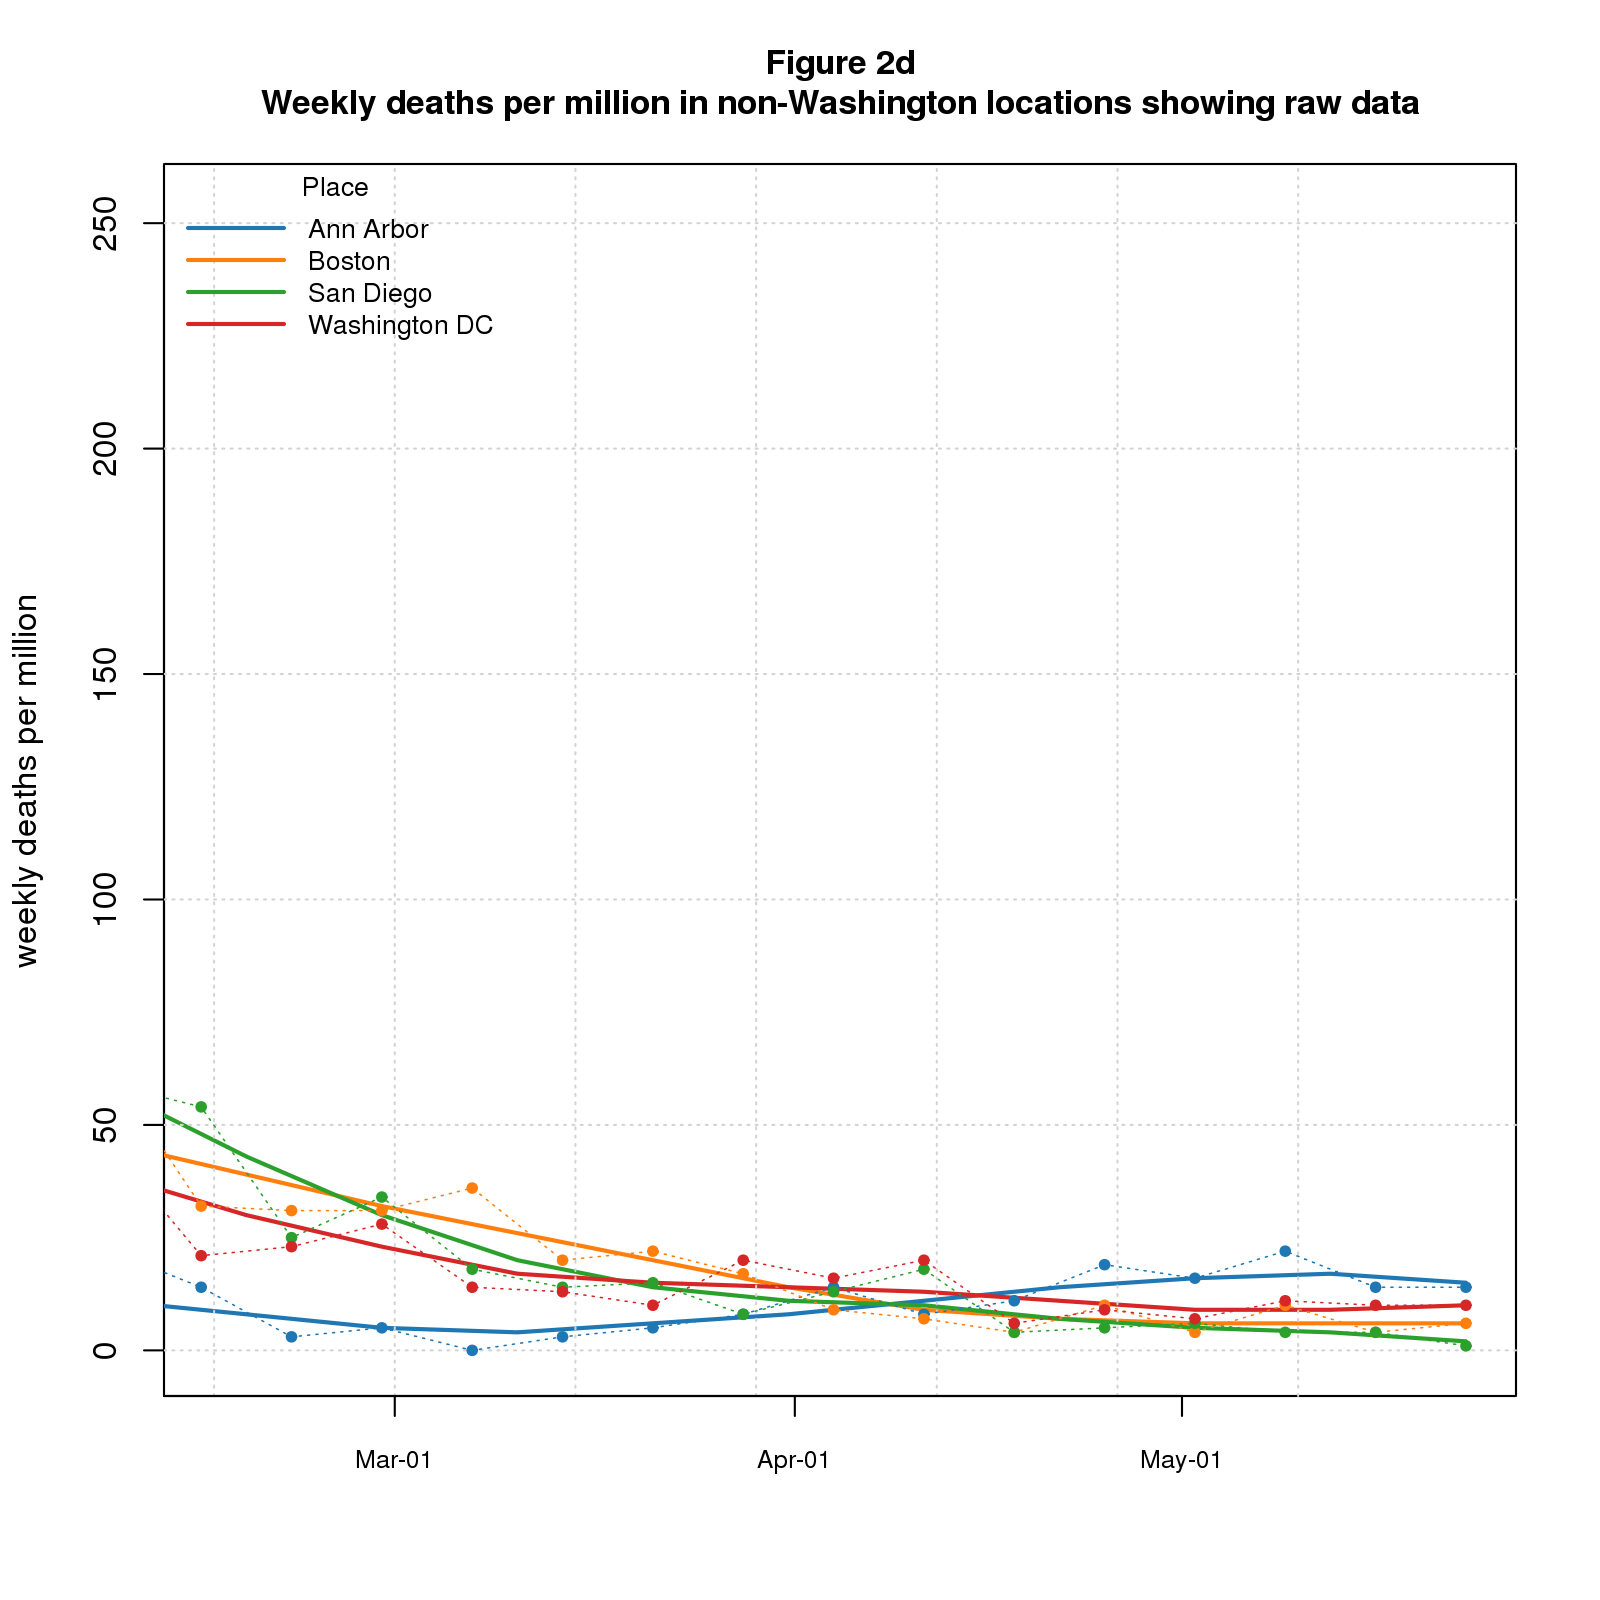 Figure 2d
Weekly deaths per million in non-Washington locations showing raw data
Place
Ann Arbor
Boston
San Diego
Washington DC
weekly deaths per million
250
200
150
100
50
0
Mar-01
Apr-01
May-01